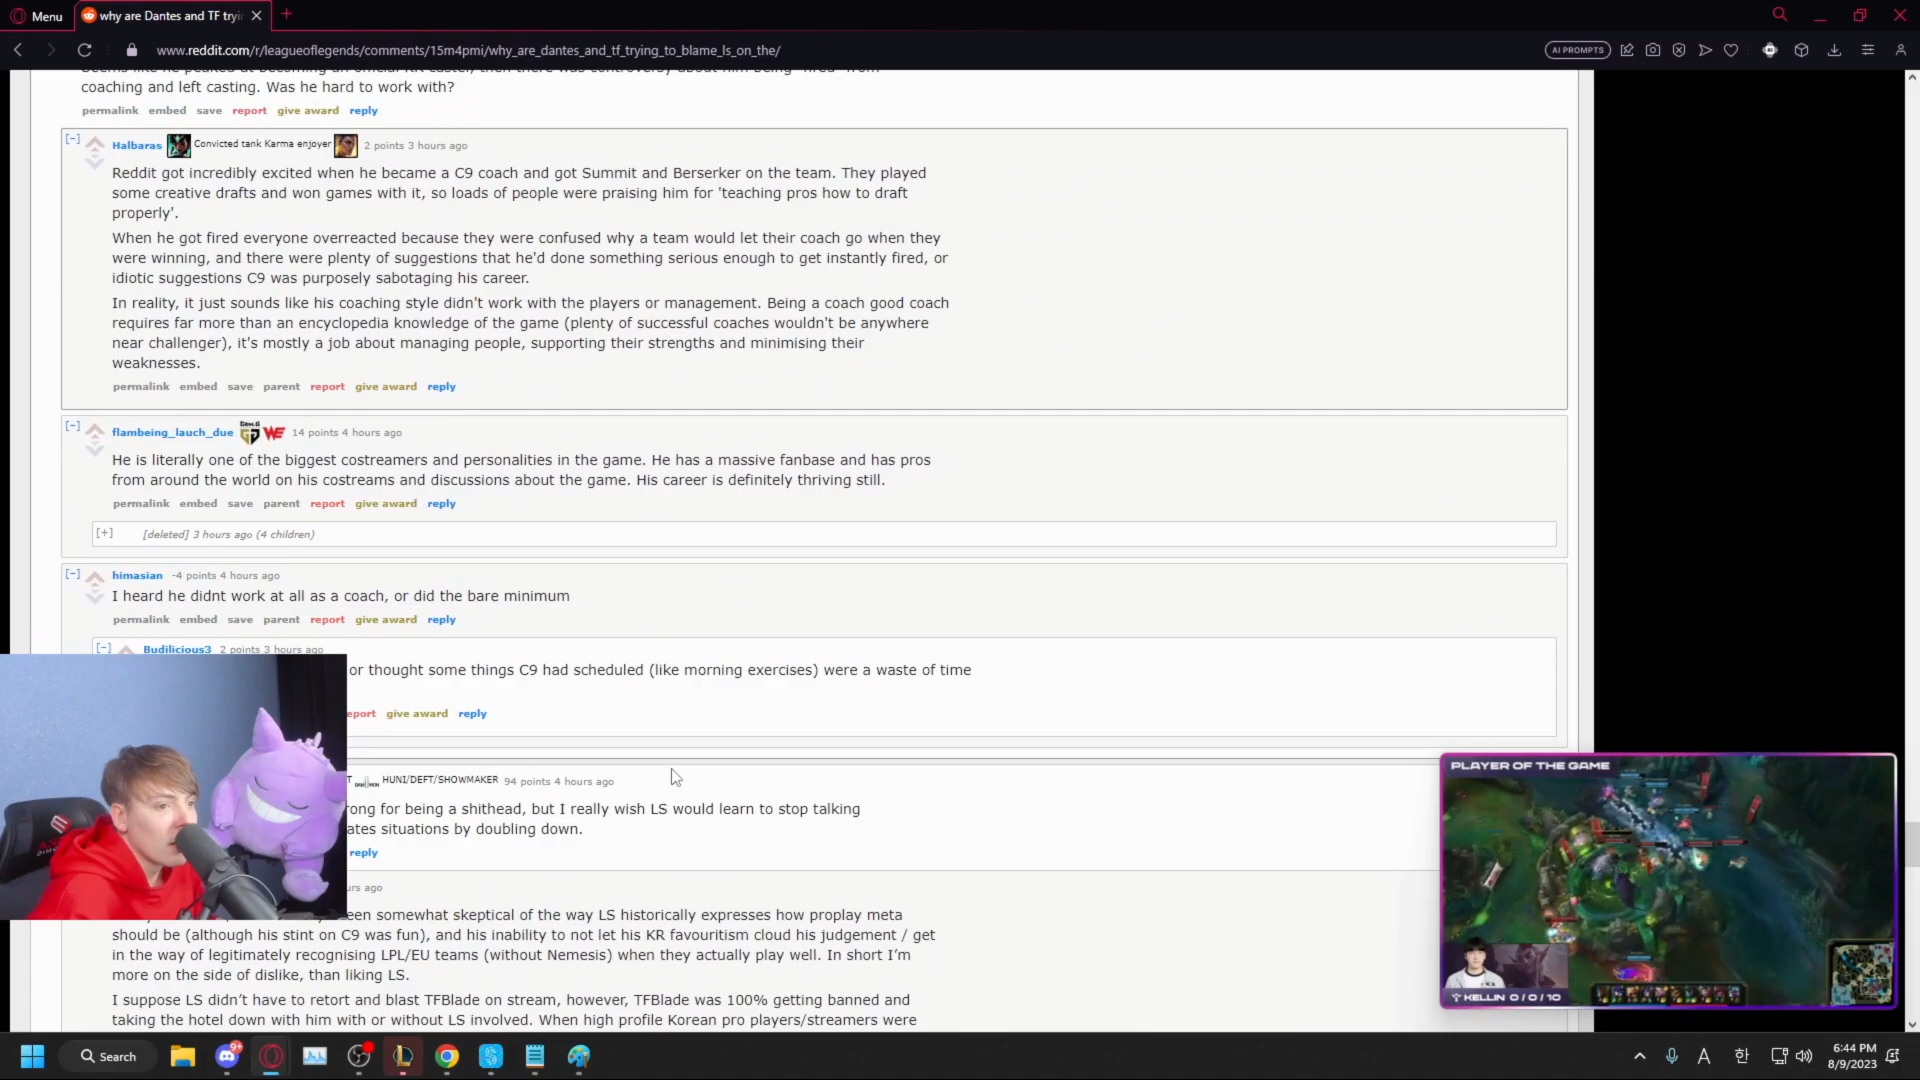 Menu
why are Dantes and TF tryi
www.reddit.com/r/leagueoflegends/comments/15m4pmi/why_are_dantes_and_tf_trying_to_blame_ls_on_the/
AI PROMPTS
coaching and left casting. Was he hard to work with?
permalink embed save report give award reply
[-] Halbaras Convicted tank Karma enjoyer 2 points 3 hours ago
Reddit got incredibly excited when he became a C9 coach and got Summit and Berserker on the team. They played
some creative drafts and won games with it, so loads of people were praising him for 'teaching pros how to draft
properly'.
When he got fired everyone overreacted because they were confused why a team would let their coach go when they
were winning, and there were plenty of suggestions that he'd done something serious enough to get instantly fired, or
idiotic suggestions C9 was purposely sabotaging his career.
In reality, it just sounds like his coaching style didn't work with the players or management. Being a coach good coach
requires far more than an encyclopedia knowledge of the game (plenty of successful coaches wouldn't be anywhere
near challenger), it's mostly a job about managing people, supporting their strengths and minimising their
weaknesses.
permalink embed save parent report give award reply
[-] flambeing_lauch_due GEN.G WE 14 points 4 hours ago
He is literally one of the biggest costreamers and personalities in the game. He has a massive fanbase and has pros
from around the world on his costreams and discussions about the game. His career is definitely thriving still.
permalink embed save parent report give award reply
[+] [deleted] 3 hours ago (4 children)
[-] himasian -4 points 4 hours ago
I heard he didnt work at all as a coach, or did the bare minimum
permalink embed save parent report give award reply
[-] Budilicious3 2 points 3 hours ago
or thought some things C9 had scheduled (like morning exercises) were a waste of time
eport give award reply
T HUNI/DEFT/SHOWMAKER 94 points 4 hours ago
rong for being a shithead, but I really wish LS would learn to stop talking
ates situations by doubling down.
reply
urs ago
een somewhat skeptical of the way LS historically expresses how proplay meta
should be (although his stint on C9 was fun), and his inability to not let his KR favouritism cloud his judgement / get
in the way of legitimately recognising LPL/EU teams (without Nemesis) when they actually play well. In short I'm
more on the side of dislike, than liking LS.
I suppose LS didn't have to retort and blast TFBlade on stream, however, TFBlade was 100% getting banned and
taking the hotel down with him with or without LS involved. When high profile Korean pro players/streamers were
PLAYER OF THE GAME
KELLIN 0/0/10
Search
9+
A
한
6:44 PM
8/9/2023